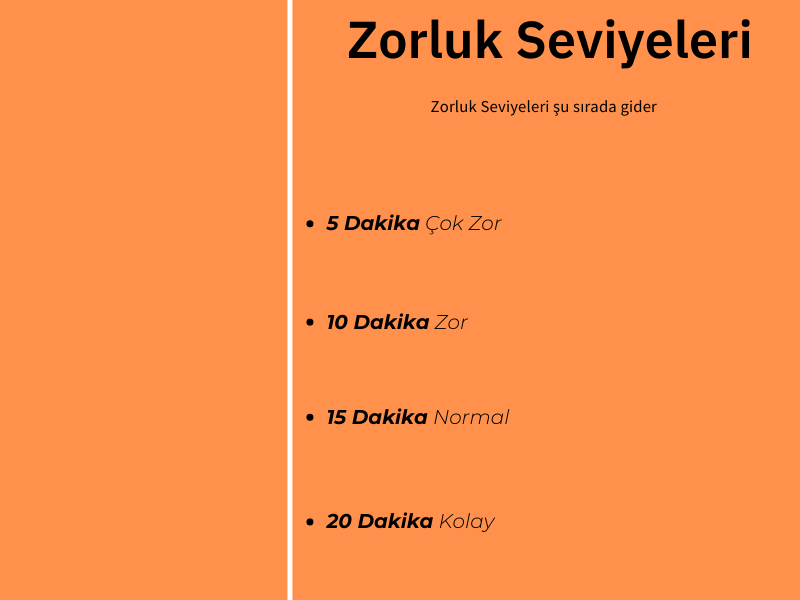 Zorluk Seviyeleri
Zorluk Seviyeleri şu sırada gider
• 5 Dakika Çok Zor
• 10 Dakika Zor
• 15 Dakika Normal
• 20 Dakika Kolay